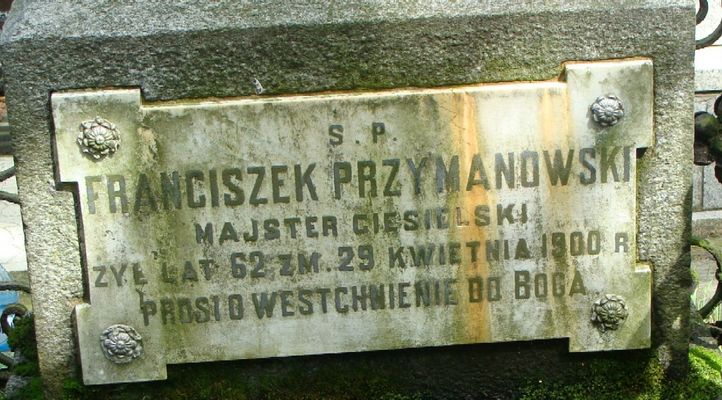 Ś. P.
FRANCISZEK PRZYMANOWSKI
MAJSTER CIESIELSKI
ŻYŁ LAT 62 ZM. 29 KWIETNIA 1900 R
PROSI O WESTCHNIENIE DO BOGA